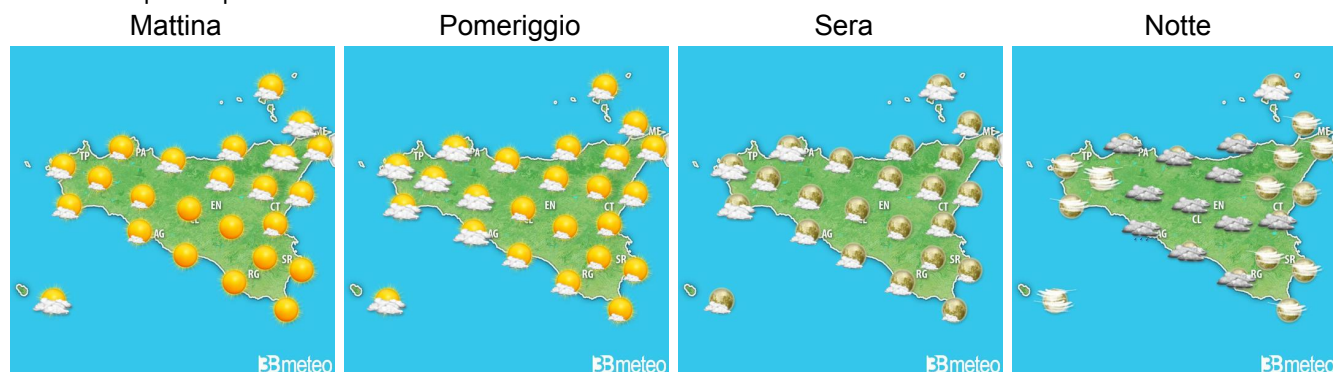 Mattina
Pomeriggio
Sera
Notte
ME
TP
PA
EN
CT
AG
SR
RG
3Bmeteo
ME
TP
PA
EN
CT
AG
SR
RG
3Bmeteo
ME
TP
PA
EN
CT
AG
SR
RG
3Bmeteo
ME
TP
PA
EN
CT
CL
AG
SR
RG
3Bmeteo